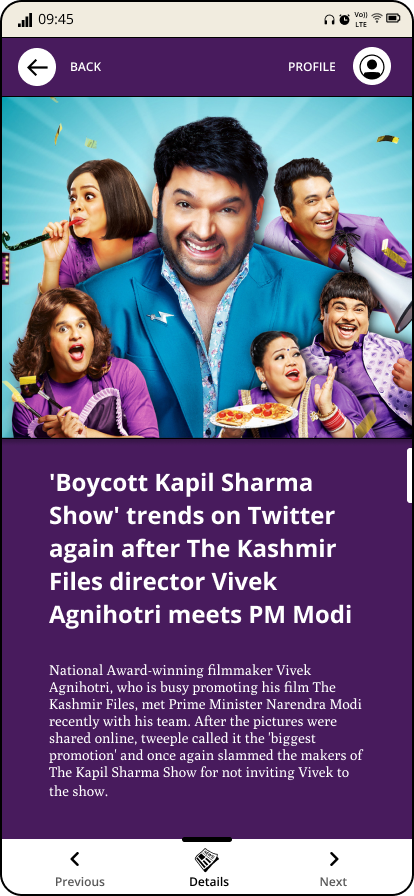 09:45
Vo))
LTE
BACK
PROFILE
'Boycott Kapil Sharma
Show' trends on Twitter
again after The Kashmir
Files director Vivek
Agnihotri meets PM Modi
National Award-winning filmmaker Vivek
Agnihotri, who is busy promoting his film The
Kashmir Files, met Prime Minister Narendra Modi
recently with his team. After the pictures were
shared online, tweeple called it the 'biggest
promotion' and once again slammed the makers of
The Kapil Sharma Show for not inviting Vivek to
the show.
Previous
Details
Next